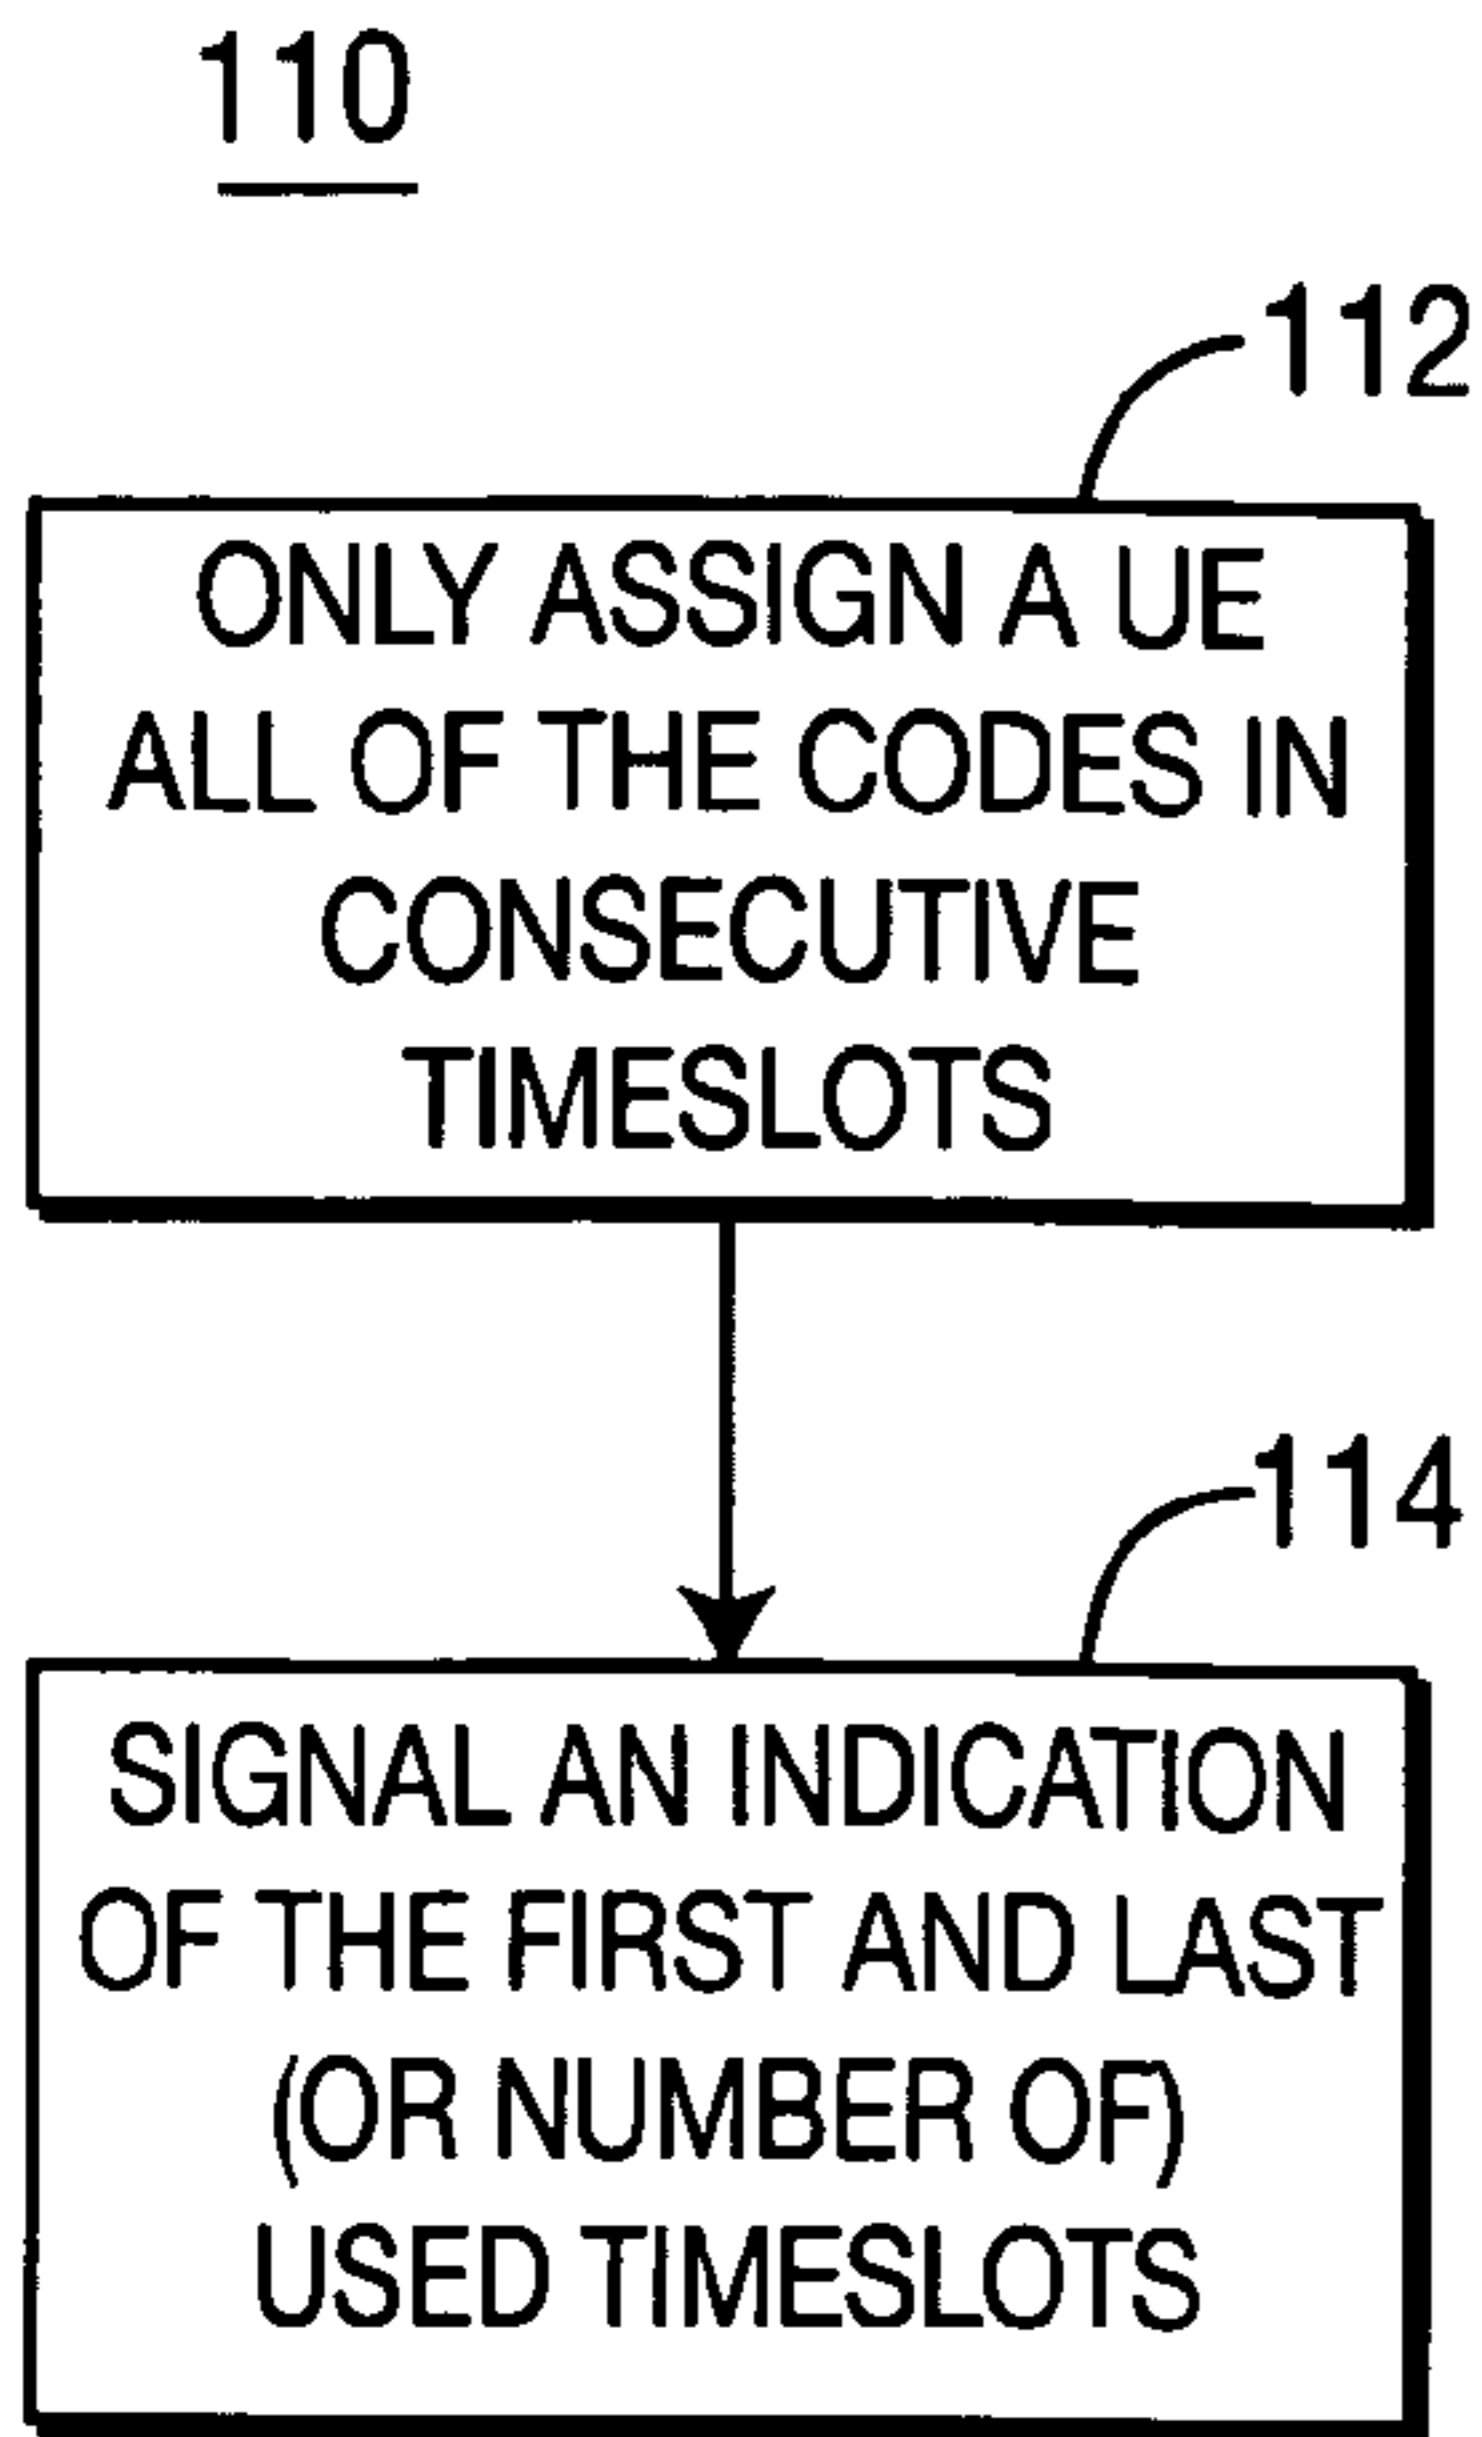 110
112
ONLY ASSIGN A UE
ALL OF THE CODES IN
CONSECUTIVE
TIMESLOTS
114
SIGNAL AN INDICATION
OF THE FIRST AND LAST
(OR NUMBER OF)
USED TIMESLOTS